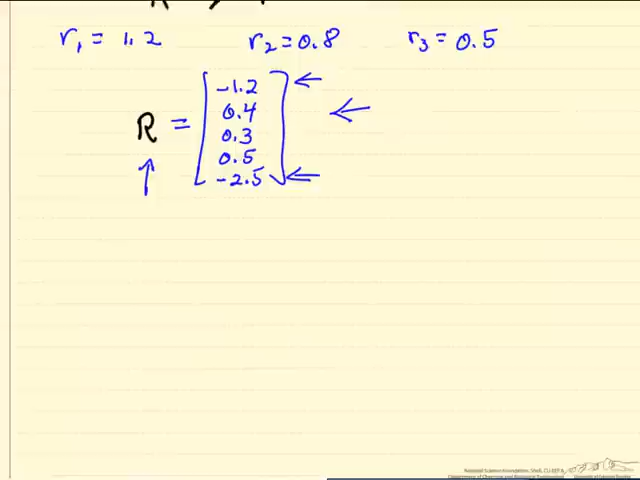 r₁ = 1.2 r₂ = 0.8 r₃ = 0.5
R = [ -1.2
0.4
0.3
0.5
-2.5 ]